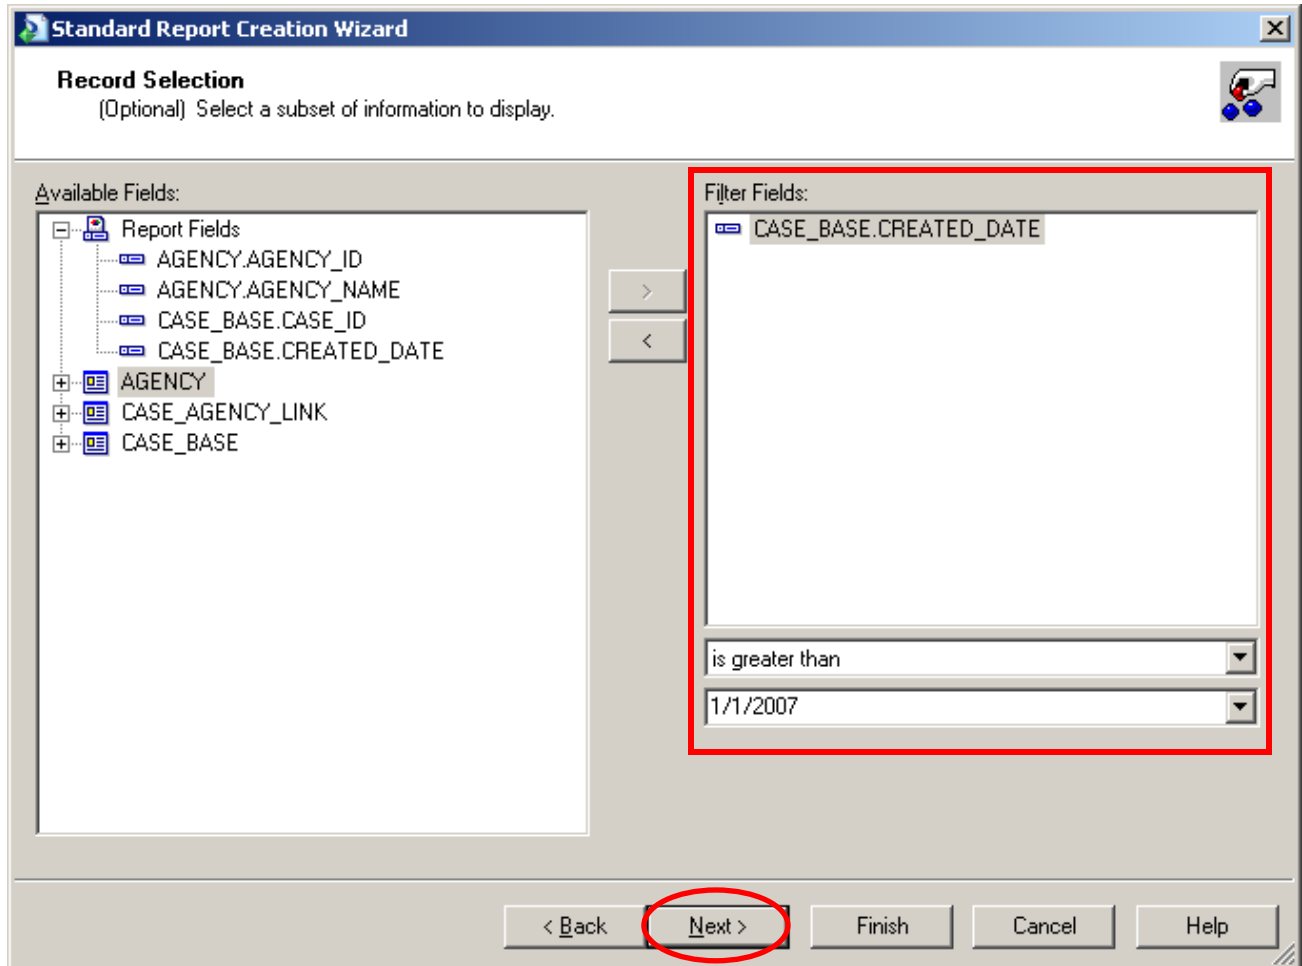 Standard Report Creation Wizard
Record Selection
(Optional) Select a subset of information to display.
Available Fields:
Report Fields
AGENCY.AGENCY_ID
AGENCY.AGENCY_NAME
CASE_BASE.CASE_ID
CASE_BASE.CREATED_DATE
AGENCY
CASE_AGENCY_LINK
CASE_BASE
>
<
Filter Fields:
CASE_BASE.CREATED_DATE
is greater than
1/1/2007
< Back
Next >
Finish
Cancel
Help